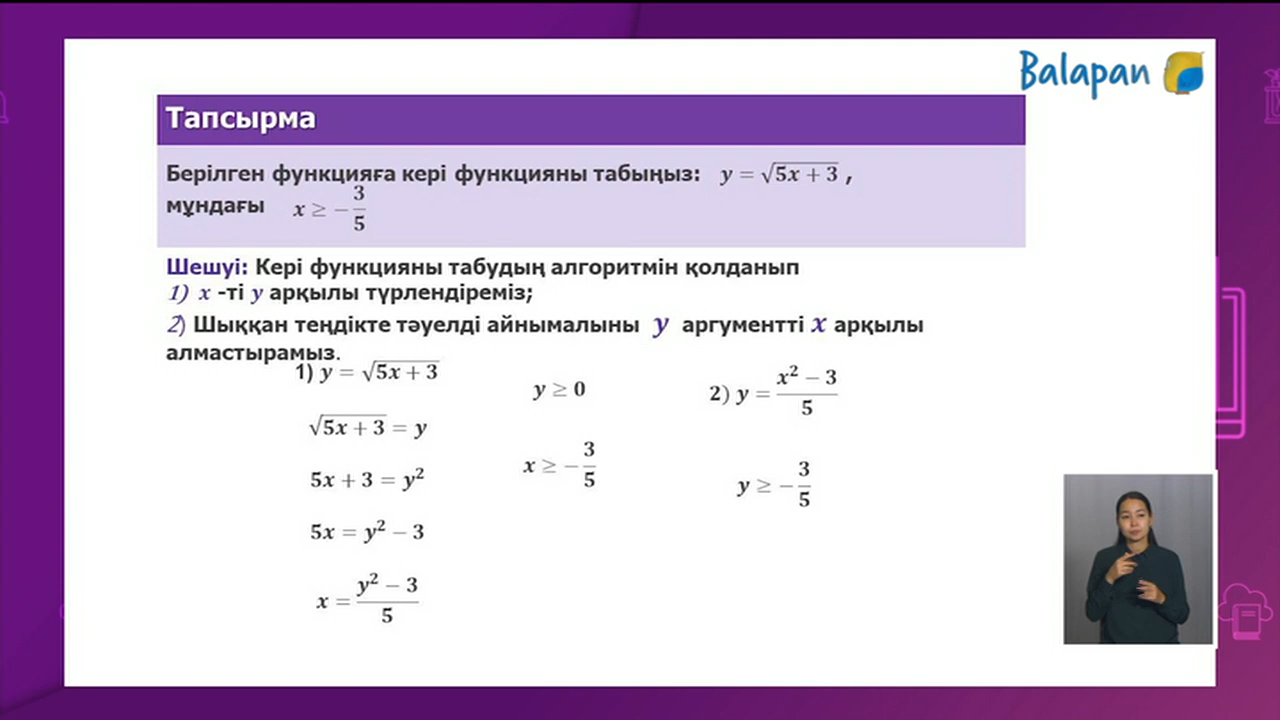 Balapan
Тапсырма
Берілген функцияға кері функцияны табыңыз: y = √(5x + 3) ,
мұндағы x ≥ −3/5
Шешуі: Кері функцияны табудың алгоритмін қолданып
1) x -ті y арқылы түрлендіреміз;
2) Шыққан теңдікте тәуелді айнымалыны y аргументті x арқылы
алмастырамыз.
1) y = √(5x + 3)
√(5x + 3) = y
5x + 3 = y²
5x = y² − 3
x = (y² − 3)/5
y ≥ 0
x ≥ −3/5
2) y = (x² − 3)/5
y ≥ −3/5